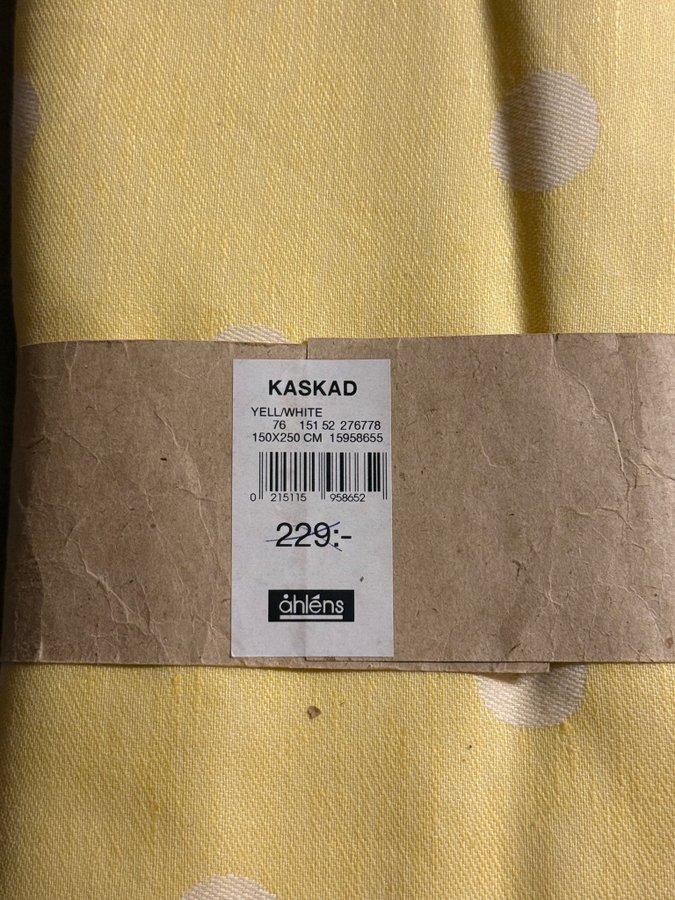 KASKAD
YELL/WHITE
76 151 52 276778
150X250 CM 15958655
0 215115 958652
229:-
åhléns